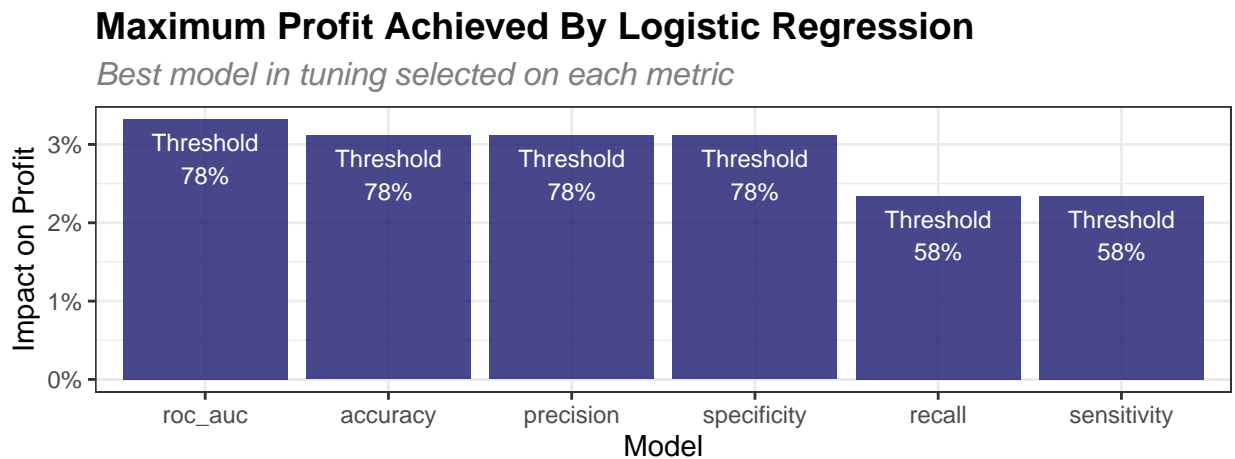 Maximum Profit Achieved By Logistic Regression
Best model in tuning selected on each metric
Impact on Profit
3%
2%
1%
0%
Threshold
78%
Threshold
78%
Threshold
78%
Threshold
78%
Threshold
58%
Threshold
58%
roc_auc
accuracy
precision
specificity
recall
sensitivity
Model